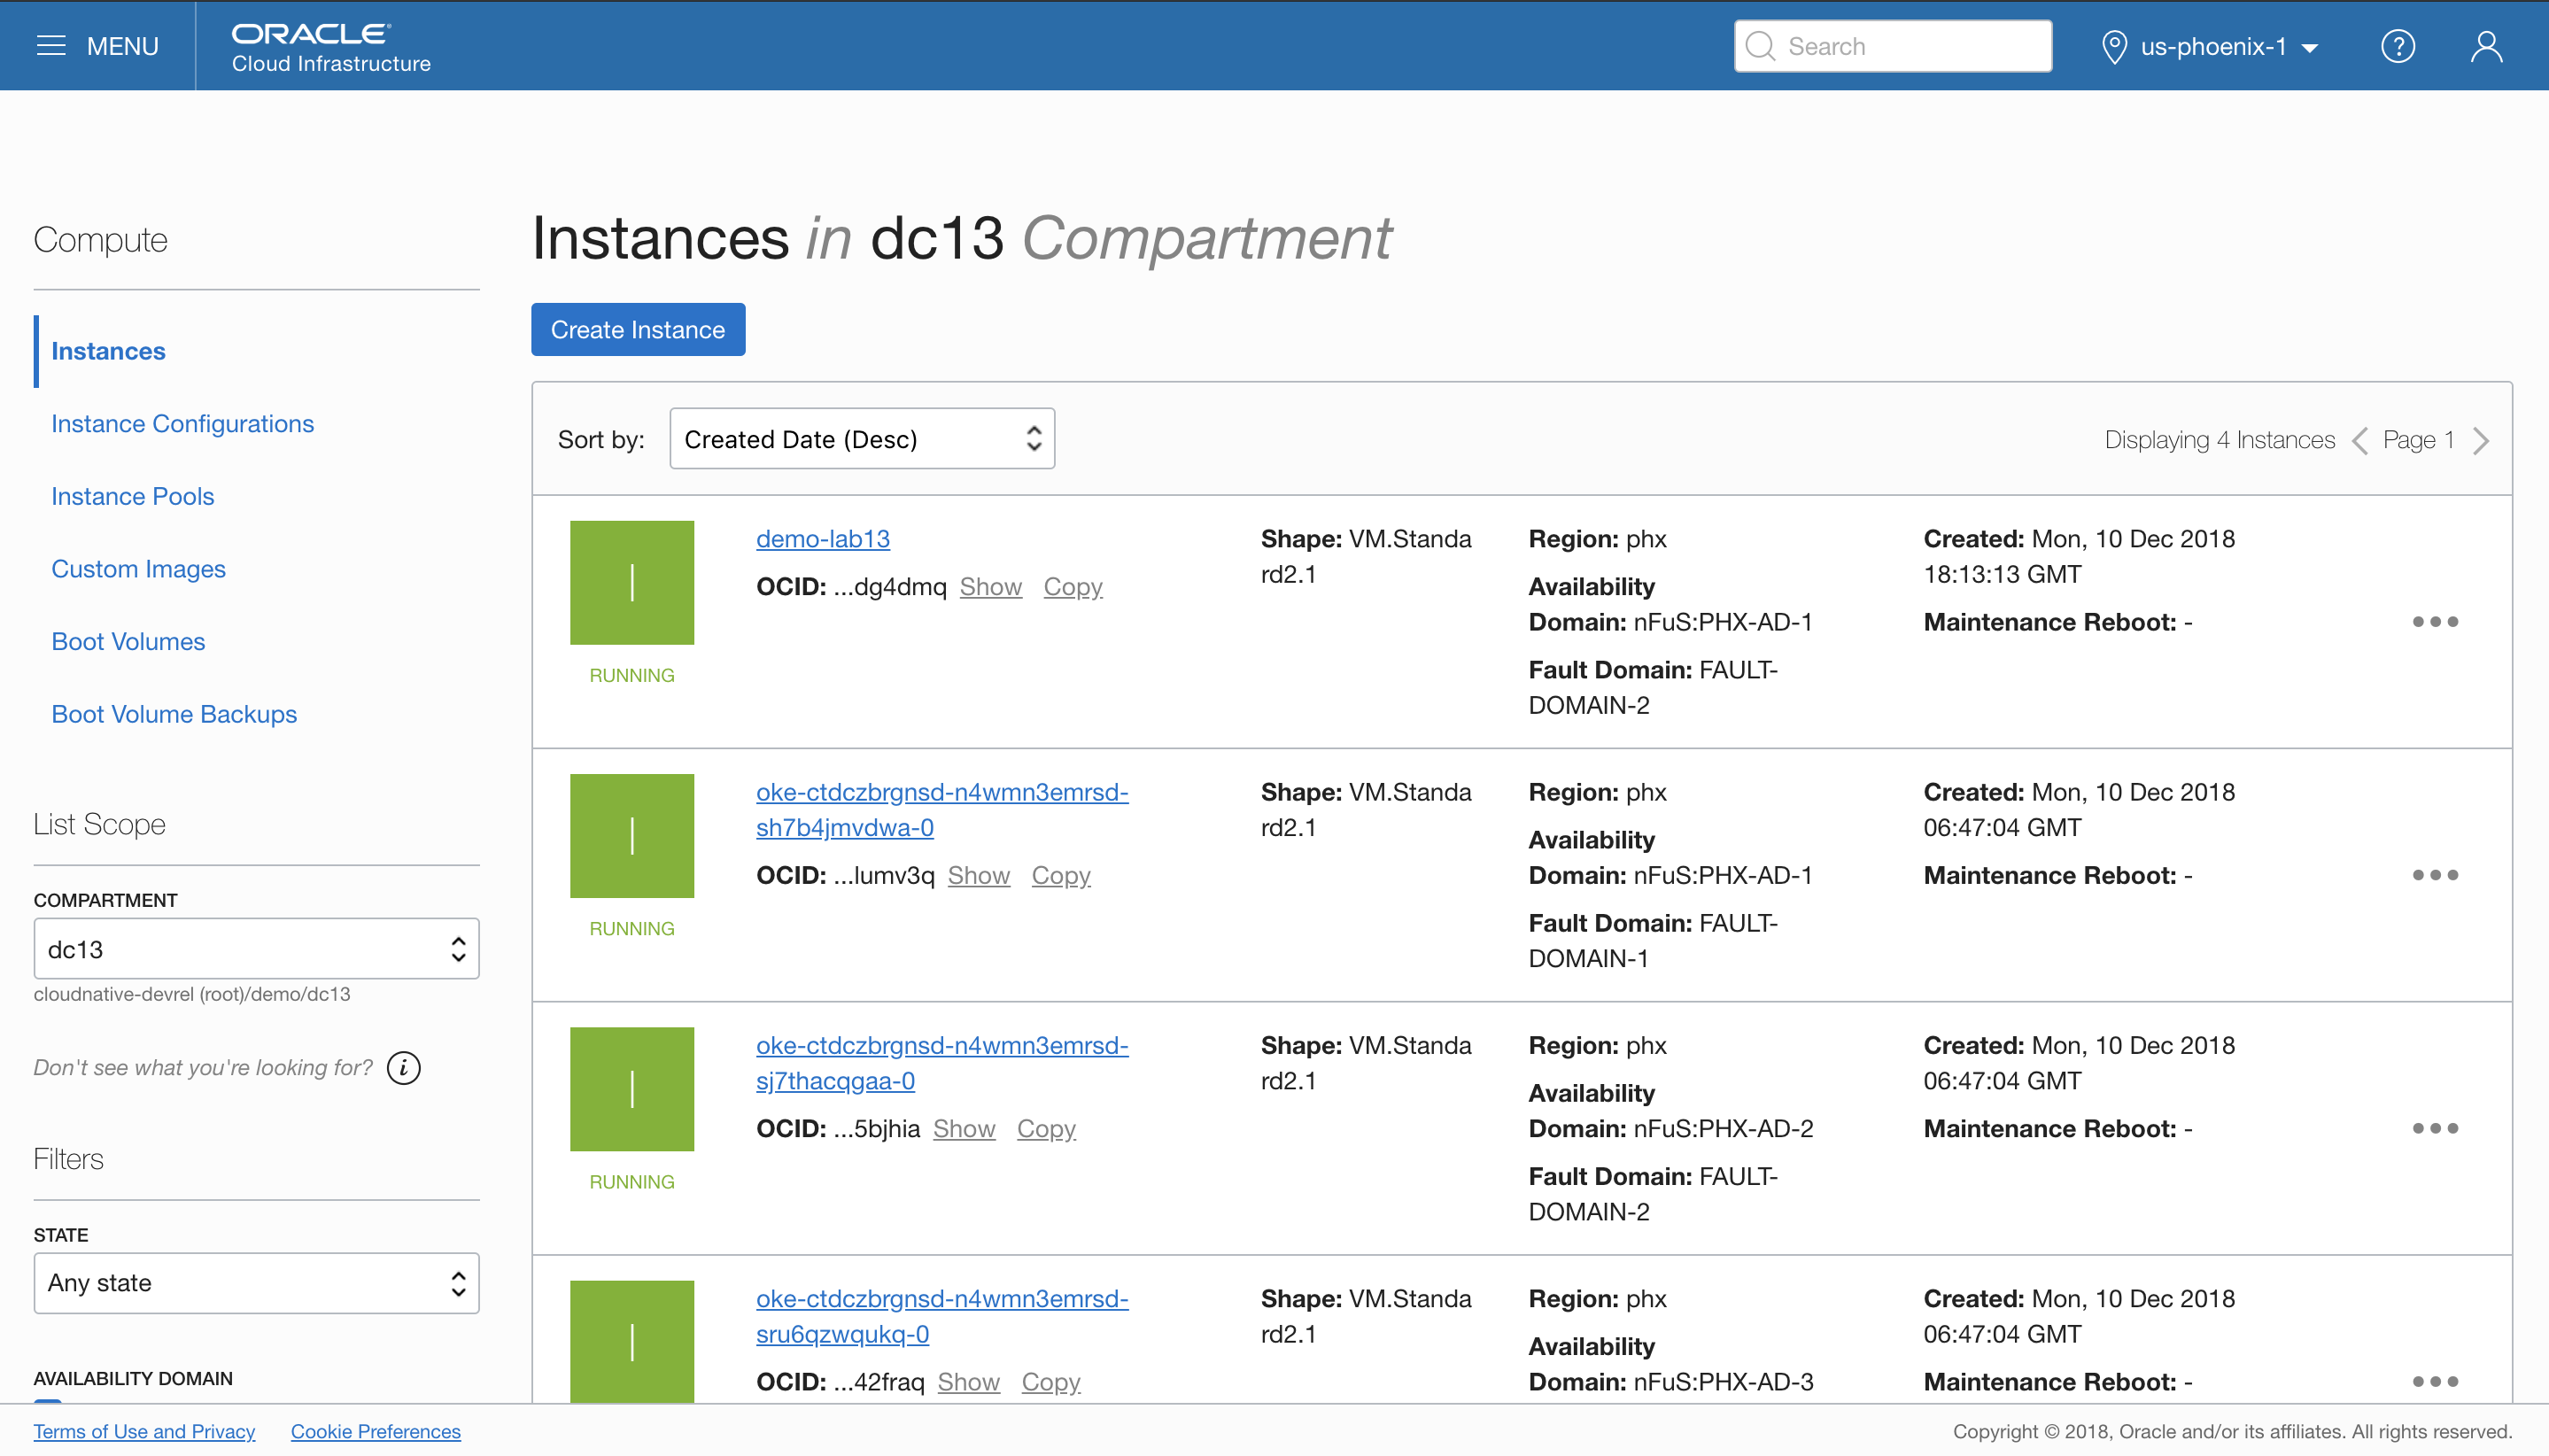 MENU
ORACLE
Cloud Infrastructure
Search
us-phoenix-1
?
Compute
Instances
Instance Configurations
Instance Pools
Custom Images
Boot Volumes
Boot Volume Backups
List Scope
COMPARTMENT
dc13
cloudnative-devrel (root)/demo/dc13
Don't see what you're looking for? i
Filters
STATE
Any state
AVAILABILITY DOMAIN
Instances in dc13 Compartment
Create Instance
Sort by: Created Date (Desc)
Displaying 4 Instances < Page 1 >
I
RUNNING
demo-lab13
OCID: ...dg4dmq Show Copy
Shape: VM.Standa
rd2.1
Region: phx
Availability
Domain: nFuS:PHX-AD-1
Fault Domain: FAULT-
DOMAIN-2
Created: Mon, 10 Dec 2018
18:13:13 GMT
Maintenance Reboot: -
I
RUNNING
oke-ctdczbrgnsd-n4wmn3emrsd-
sh7b4jmvdwa-0
OCID: ...lumv3q Show Copy
Shape: VM.Standa
rd2.1
Region: phx
Availability
Domain: nFuS:PHX-AD-1
Fault Domain: FAULT-
DOMAIN-1
Created: Mon, 10 Dec 2018
06:47:04 GMT
Maintenance Reboot: -
I
RUNNING
oke-ctdczbrgnsd-n4wmn3emrsd-
sj7thacqgaa-0
OCID: ...5bjhia Show Copy
Shape: VM.Standa
rd2.1
Region: phx
Availability
Domain: nFuS:PHX-AD-2
Fault Domain: FAULT-
DOMAIN-2
Created: Mon, 10 Dec 2018
06:47:04 GMT
Maintenance Reboot: -
I
oke-ctdczbrgnsd-n4wmn3emrsd-
sru6qzwqukq-0
OCID: ...42fraq Show Copy
Shape: VM.Standa
rd2.1
Region: phx
Availability
Domain: nFuS:PHX-AD-3
Created: Mon, 10 Dec 2018
06:47:04 GMT
Maintenance Reboot: -
Terms of Use and Privacy Cookie Preferences
Copyright © 2018, Oracle and/or its affiliates. All rights reserved.